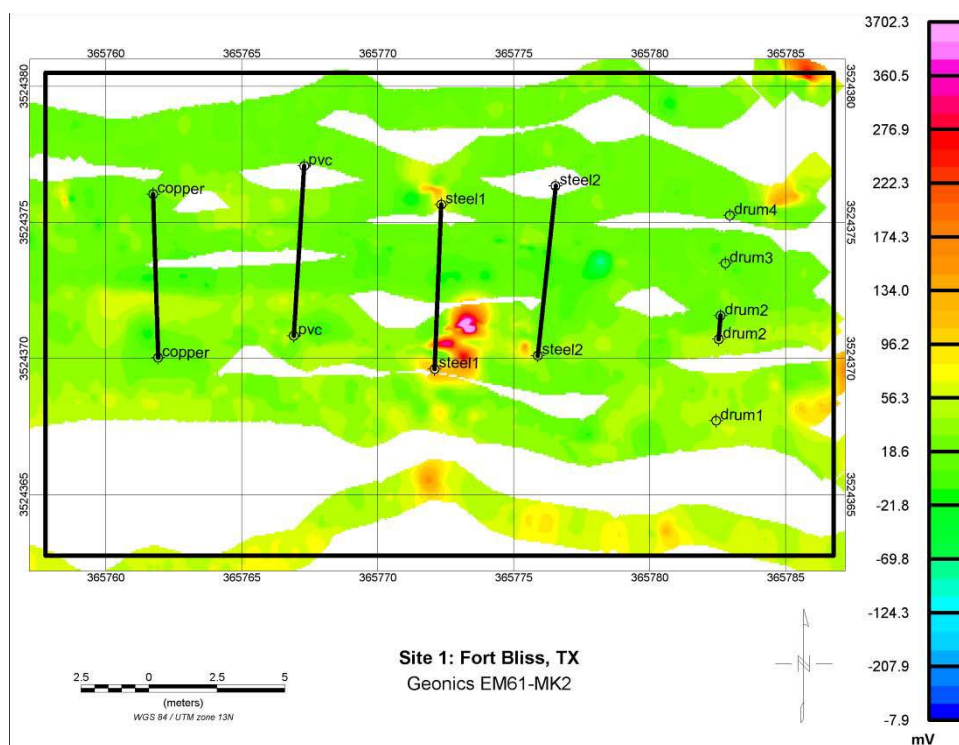 365760 365765 365770 365775 365780 365785
3524380 3524380
pvc
copper
steel2
steel1
drum4
3524375 3524375
drum3
drum2
pvc
drum2
copper
steel2
3524370 3524370
steel1
drum1
3524365 3524365
365760 365765 365770 365775 365780 365785
3702.3
360.5
276.9
222.3
174.3
134.0
96.2
56.3
18.6
-21.7
-69.8
-124.3
-207.9
-7.9
mV
2.5 0 2.5 5
(meters)
WGS 84 / UTM zone 13N
Site 1: Fort Bliss, TX
Geonics EM61-MK2
N